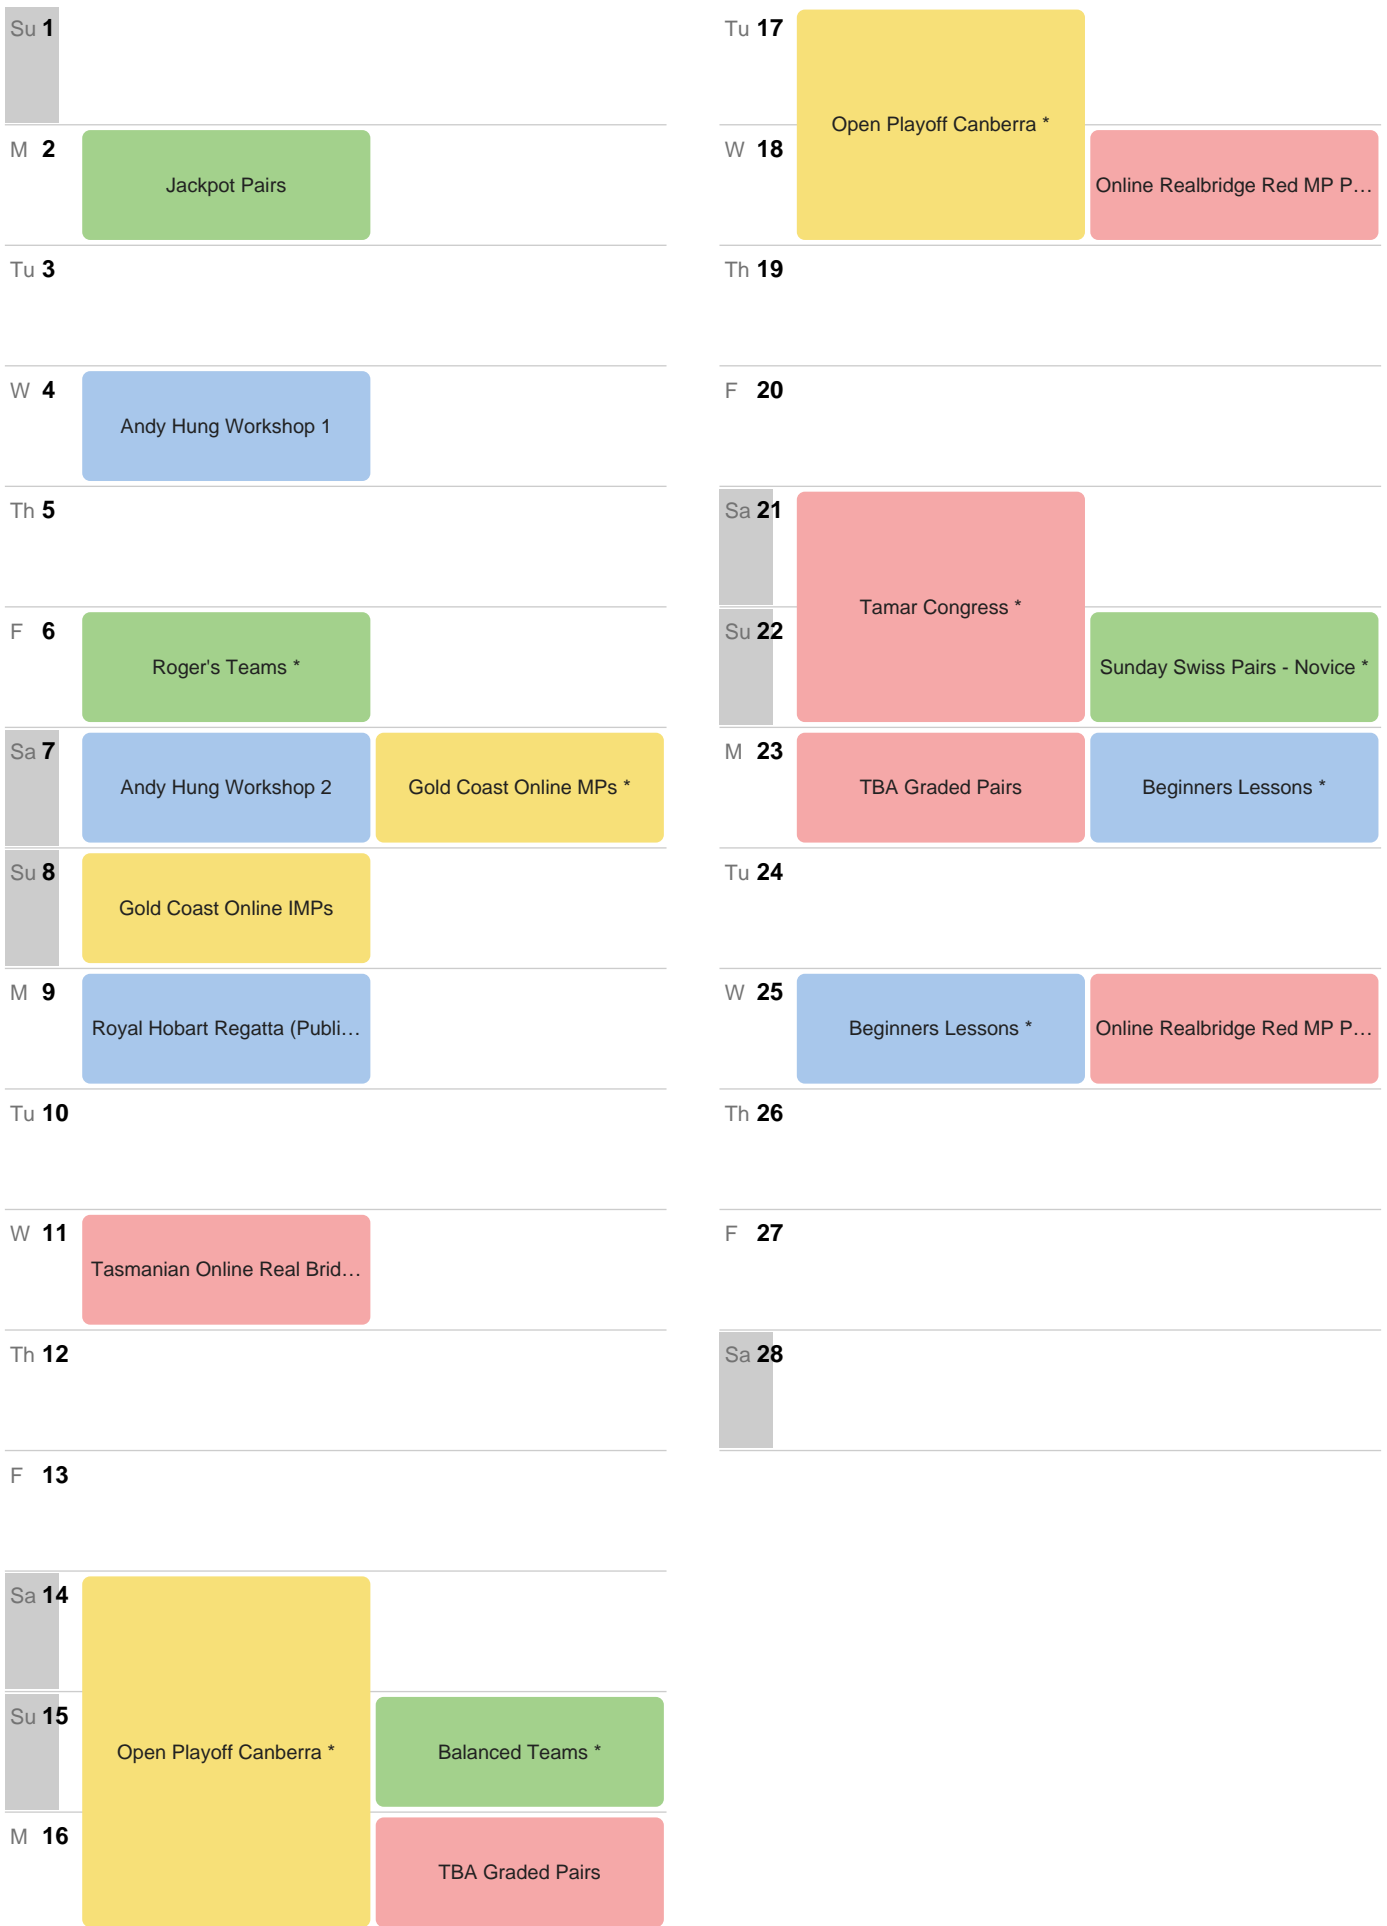 Su 1
M 2
Jackpot Pairs
Tu 3
W 4
Andy Hung Workshop 1
Th 5
F 6
Roger's Teams *
Sa 7
Andy Hung Workshop 2
Gold Coast Online MPs *
Su 8
Gold Coast Online IMPs
M 9
Royal Hobart Regatta (Publi…
Tu 10
W 11
Tasmanian Online Real Brid…
Th 12
F 13
Sa 14
Su 15
Open Playoff Canberra *
Balanced Teams *
M 16
TBA Graded Pairs
Tu 17
Open Playoff Canberra *
W 18
Online Realbridge Red MP P…
Th 19
F 20
Sa 21
Tamar Congress *
Su 22
Sunday Swiss Pairs - Novice *
M 23
TBA Graded Pairs
Beginners Lessons *
Tu 24
W 25
Beginners Lessons *
Online Realbridge Red MP P…
Th 26
F 27
Sa 28